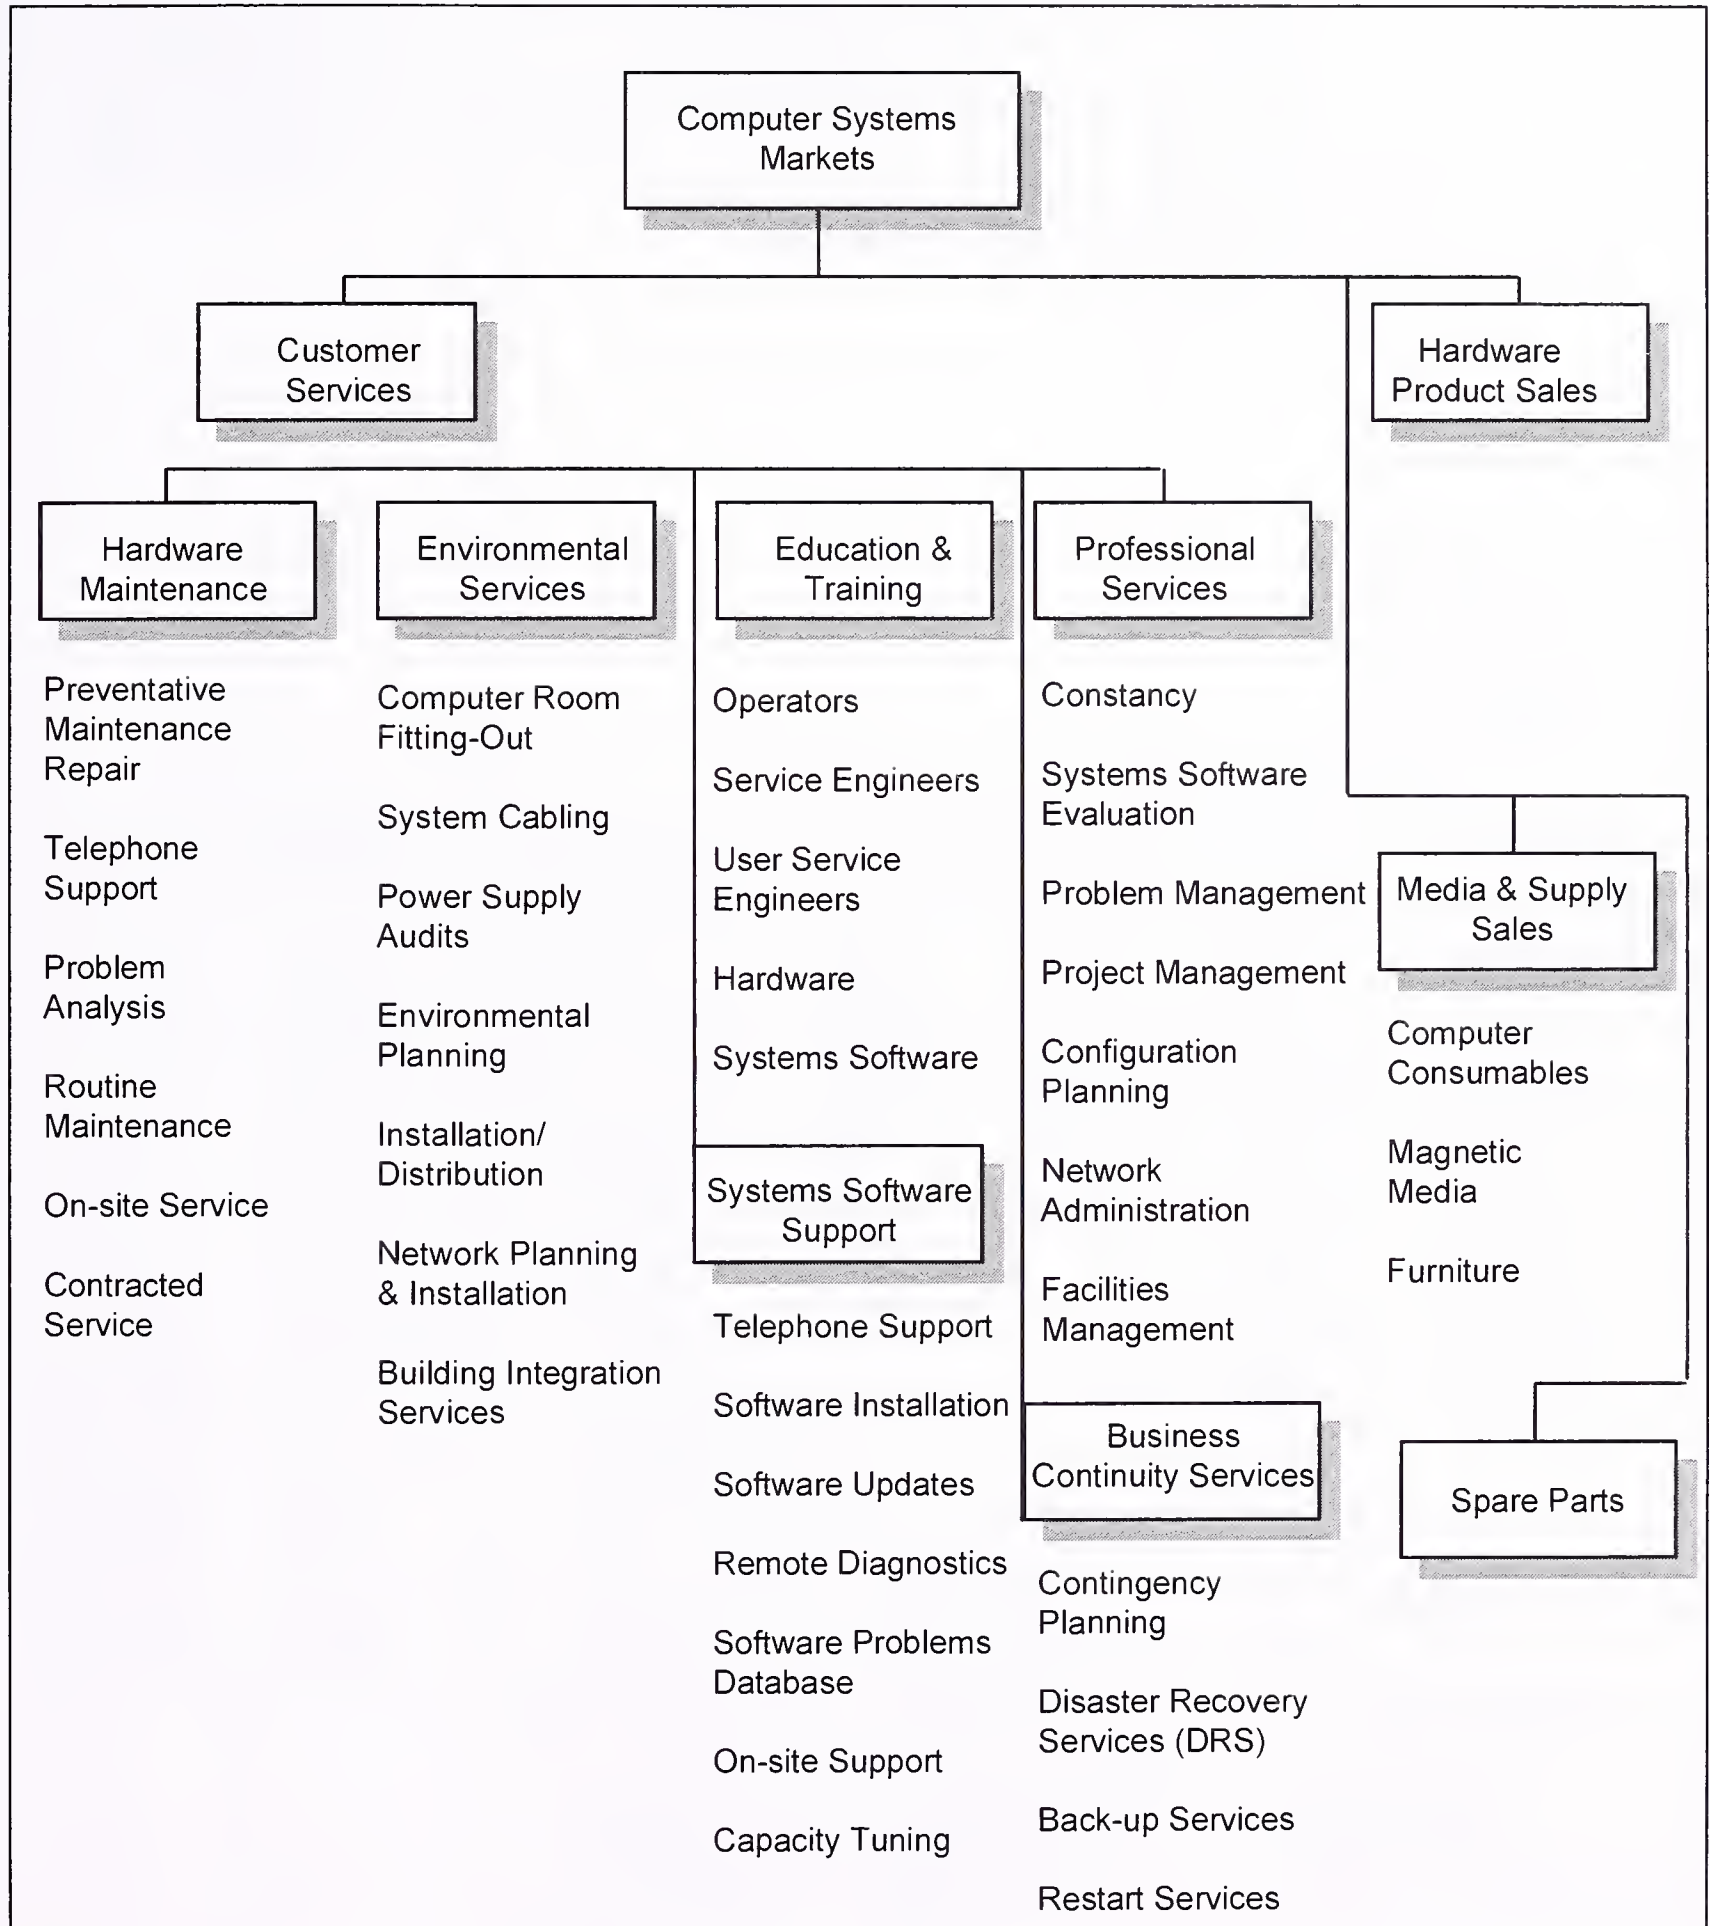 Computer Systems
Markets
Customer
Services
Hardware
Product Sales
Hardware
Maintenance
Environmental
Services
Education &
Training
Professional
Services
Preventative
Maintenance
Repair
Telephone
Support
Problem
Analysis
Routine
Maintenance
On-site Service
Contracted
Service
Computer Room
Fitting-Out
System Cabling
Power Supply
Audits
Environmental
Planning
Installation/
Distribution
Network Planning
& Installation
Building Integration
Services
Operators
Service Engineers
User Service
Engineers
Hardware
Systems Software
Systems Software
Support
Telephone Support
Software Installation
Software Updates
Remote Diagnostics
Software Problems
Database
On-site Support
Capacity Tuning
Constancy
Systems Software
Evaluation
Problem Management
Project Management
Configuration
Planning
Network
Administration
Facilities
Management
Business
Continuity Services
Contingency
Planning
Disaster Recovery
Services (DRS)
Back-up Services
Restart Services
Media & Supply
Sales
Computer
Consumables
Magnetic
Media
Furniture
Spare Parts